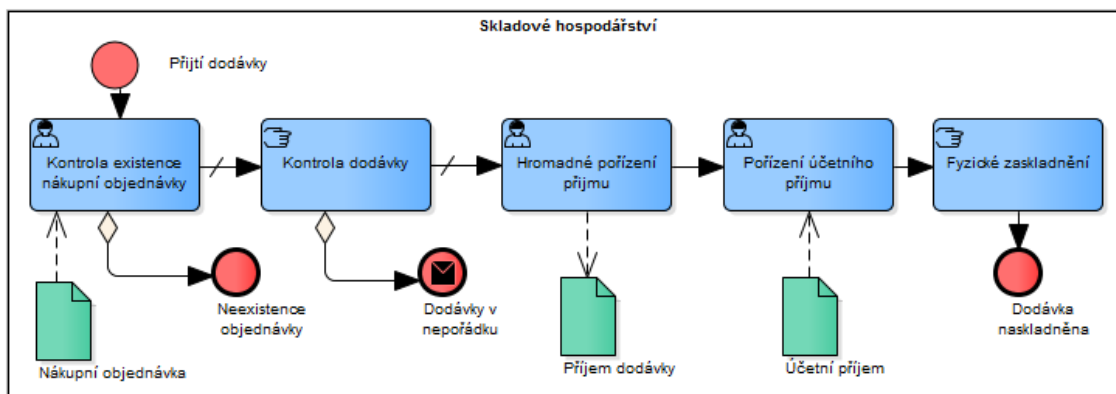 Skladové hospodářství
Přijtí dodávky
Kontrola existence
nákupní objednávky
Kontrola dodávky
Hromadné pořízení
přijmu
Pořízení účetního
příjmu
Fyzické zaskladnění
Neexistence
objednávky
Dodávky v
nepořádku
Dodávka
naskladněna
Nákupní objednávka
Příjem dodávky
Účetní příjem